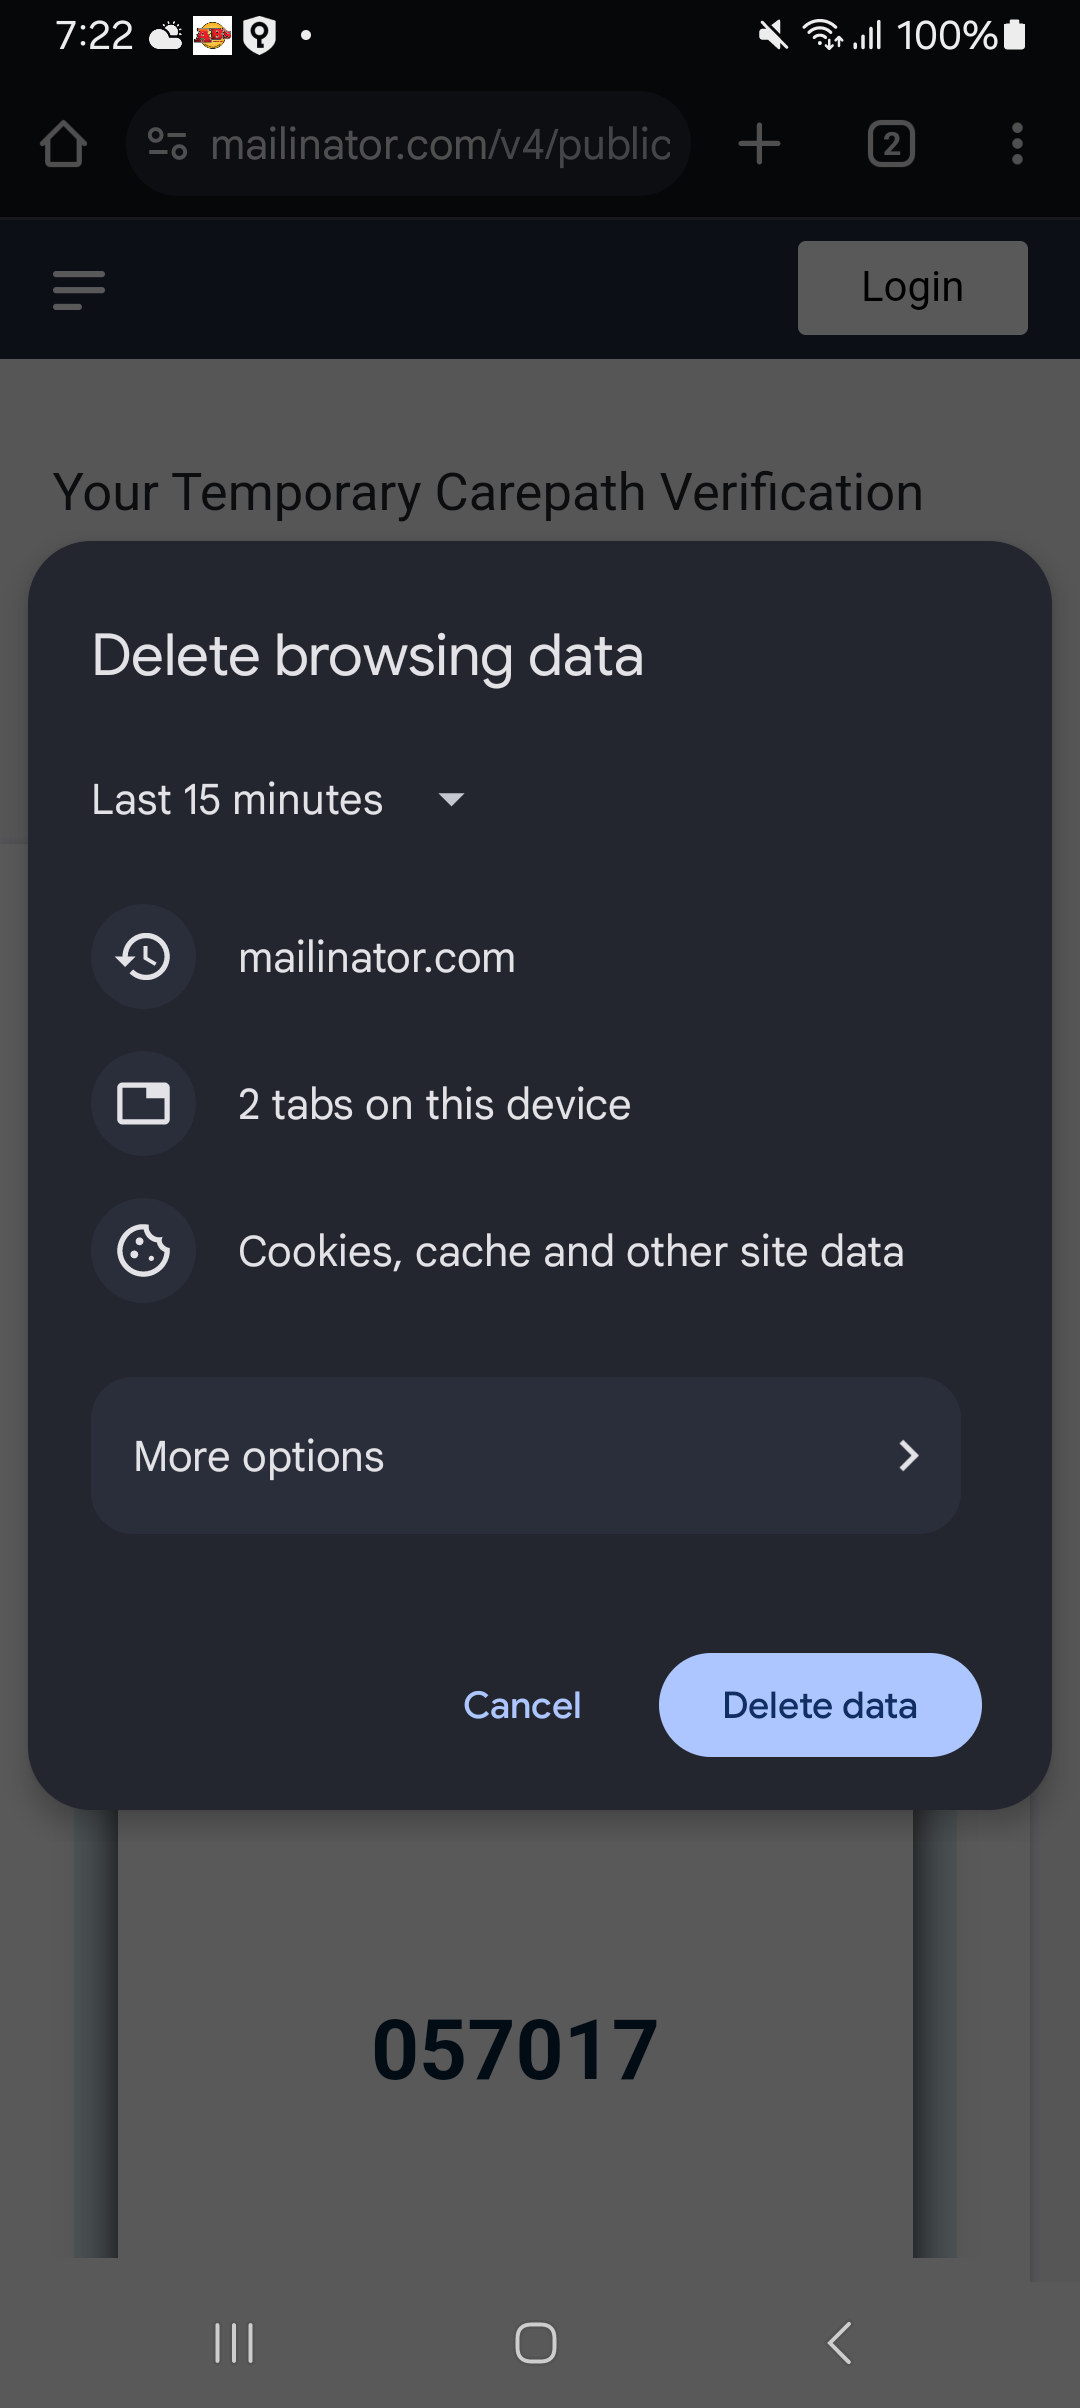 7:22
100%
mailinator.com/v4/public
2
Login
Your Temporary Carepath Verification
Delete browsing data
Last 15 minutes
mailinator.com
2 tabs on this device
Cookies, cache and other site data
More options
Cancel
Delete data
057017